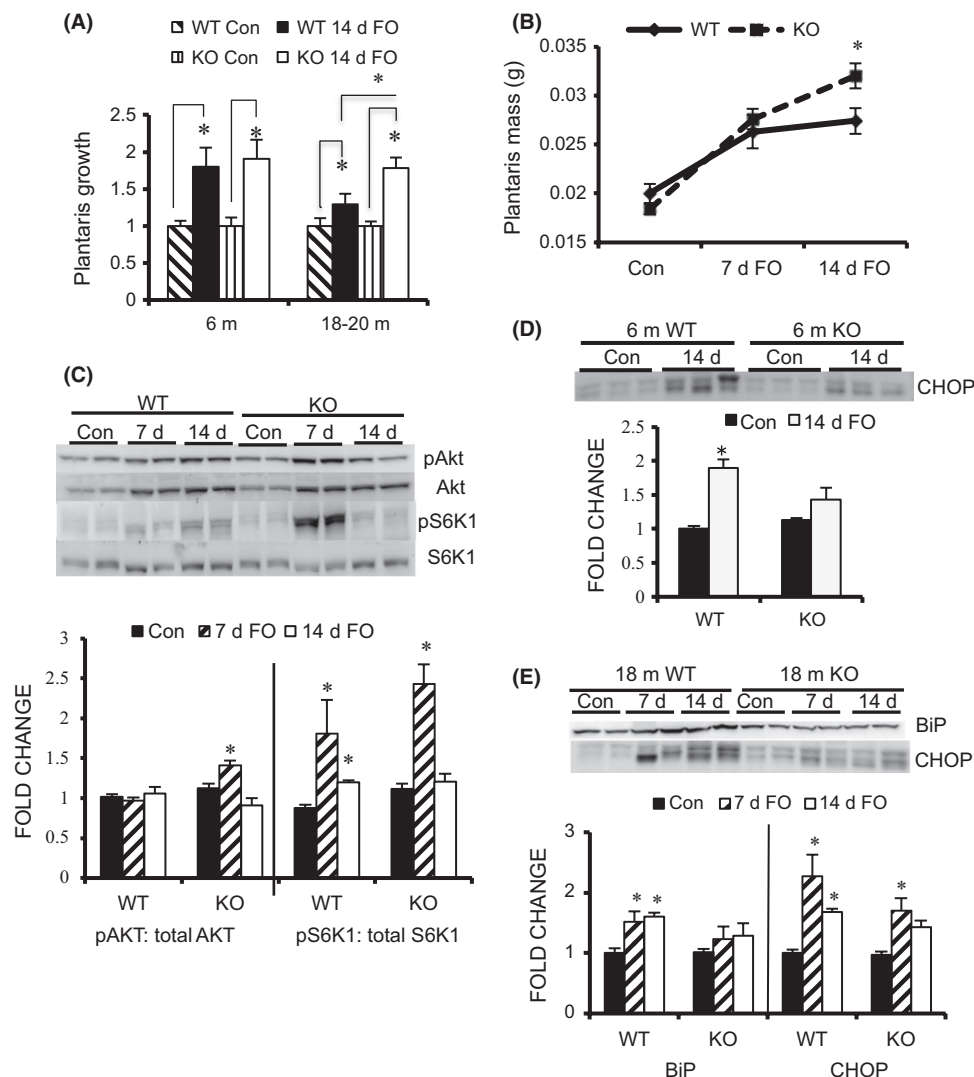 (A)
WT Con WT 14 d FO
KO Con KO 14 d FO
Plantaris growth
2.5
2
1.5
1
0.5
0
* * * * *
6 m 18-20 m
(B)
WT KO
Plantaris mass (g)
0.035
0.03
0.025
0.02
0.015
*
Con 7 d FO 14 d FO
(C)
WT KO
Con 7 d 14 d Con 7 d 14 d
pAkt
Akt
pS6K1
S6K1
Con 7 d FO 14 d FO
FOLD CHANGE
3
2.5
2
1.5
1
0.5
0
* * * *
WT KO WT KO
pAKT: total AKT pS6K1: total S6K1
(D)
6 m WT 6 m KO
Con 14 d Con 14 d
CHOP
Con 14 d FO
FOLD CHANGE
2.5
2
1.5
1
0.5
0
*
WT KO
(E)
18 m WT 18 m KO
Con 7 d 14 d Con 7 d 14 d
BiP
CHOP
Con 7 d FO 14 d FO
FOLD CHANGE
3
2
1
0
* * * * *
WT KO WT KO
BiP CHOP